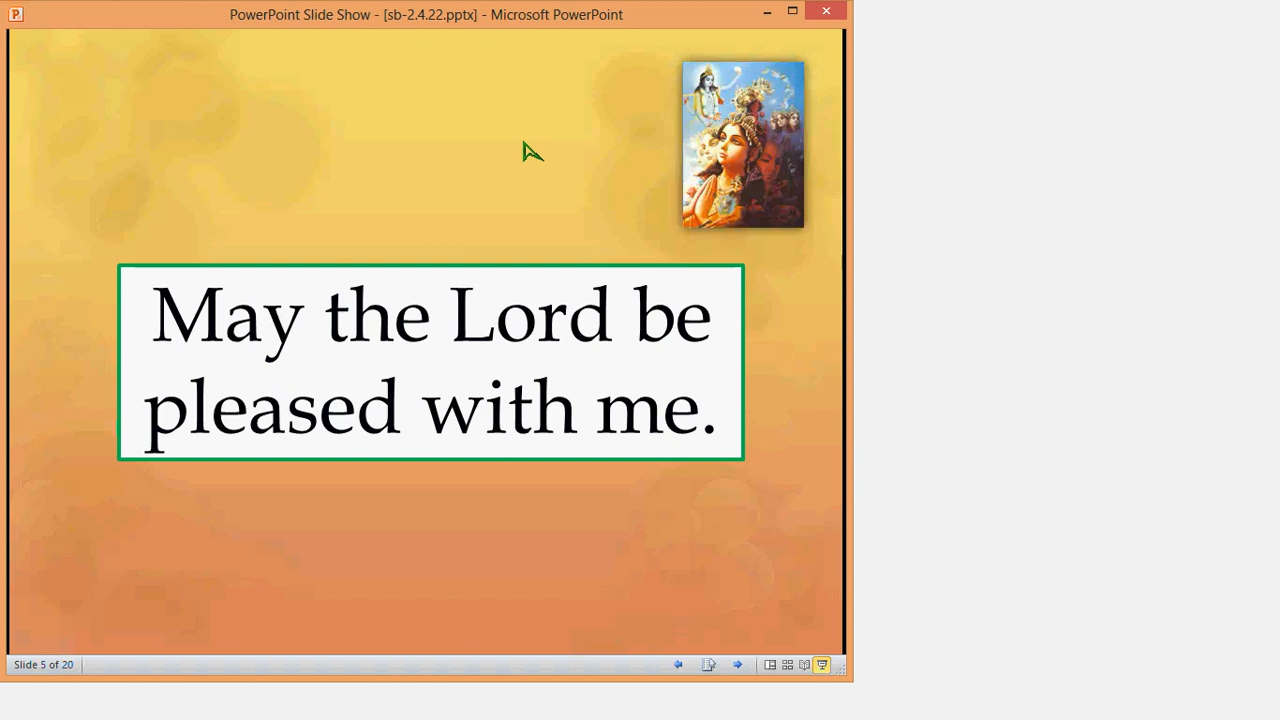 PowerPoint Slide Show - [sb-2.4.22.pptx] - Microsoft PowerPoint
May the Lord be
pleased with me.
Slide 5 of 20